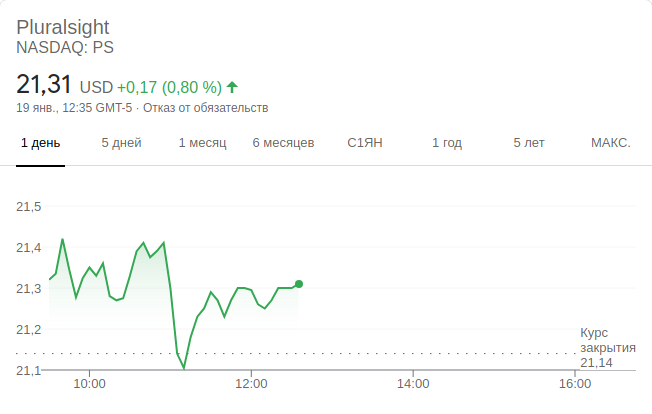 Pluralsight
NASDAQ: PS
21,31 USD +0,17 (0,80 %)
19 янв., 12:35 GMT-5 · Отказ от обязательств
1 день 5 дней 1 месяц 6 месяцев С1ЯН 1 год 5 лет МАКС.
21,5
21,4
21,3
21,2
Курс
закрытия
21,14
21,1
10:00 12:00 14:00 16:00